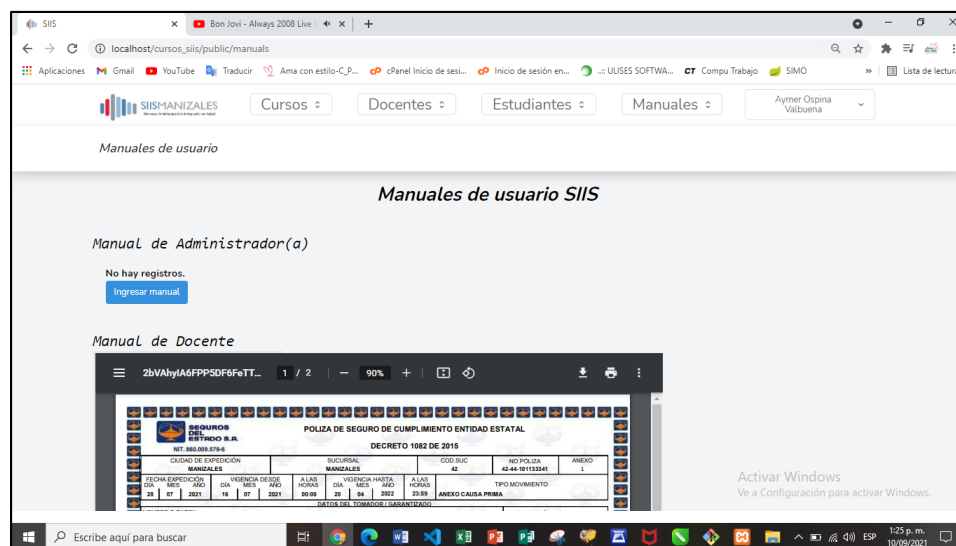 SIIS
Bon Jovi - Always 2008 Live
localhost/cursos_siis/public/manuals
Aplicaciones Gmail YouTube Traducir Ama con estilo-C_P... cPanel Inicio de sesi... Inicio de sesión en... ..:: ULISES SOFTWA... CT Compu Trabajo SIMO » Lista de lectura
SIISMANIZALES Cursos Docentes Estudiantes Manuales Aymer Ospina
Valbuena
Manuales de usuario
Manuales de usuario SIIS
Manual de Administrador(a)
No hay registros.
Ingresar manual
Manual de Docente
2bVAhyIA6FPP5DF6FeTT... 1 / 2 90%
SEGUROS
DEL
ESTADO S.A.
NIT. 860.009.578-6
POLIZA DE SEGURO DE CUMPLIMIENTO ENTIDAD ESTATAL
DECRETO 1082 DE 2015
CIUDAD DE EXPEDICIÓN SUCURSAL COD.SUC NO.PÓLIZA ANEXO
MANIZALES MANIZALES 42 42-44-101133341 1
FECHA EXPEDICIÓN VIGENCIA DESDE A LAS VIGENCIA HASTA A LAS TIPO MOVIMIENTO
DÍA MES AÑO DÍA MES AÑO HORAS DÍA MES AÑO HORAS
28 07 2021 16 07 2021 00:00 20 04 2022 23:59 ANEXO CAUSA PRIMA
DATOS DEL TOMADOR / GARANTIZADO
Activar Windows
Ve a Configuración para activar Windows.
Escribe aquí para buscar ESP 1:25 p. m.
10/09/2021